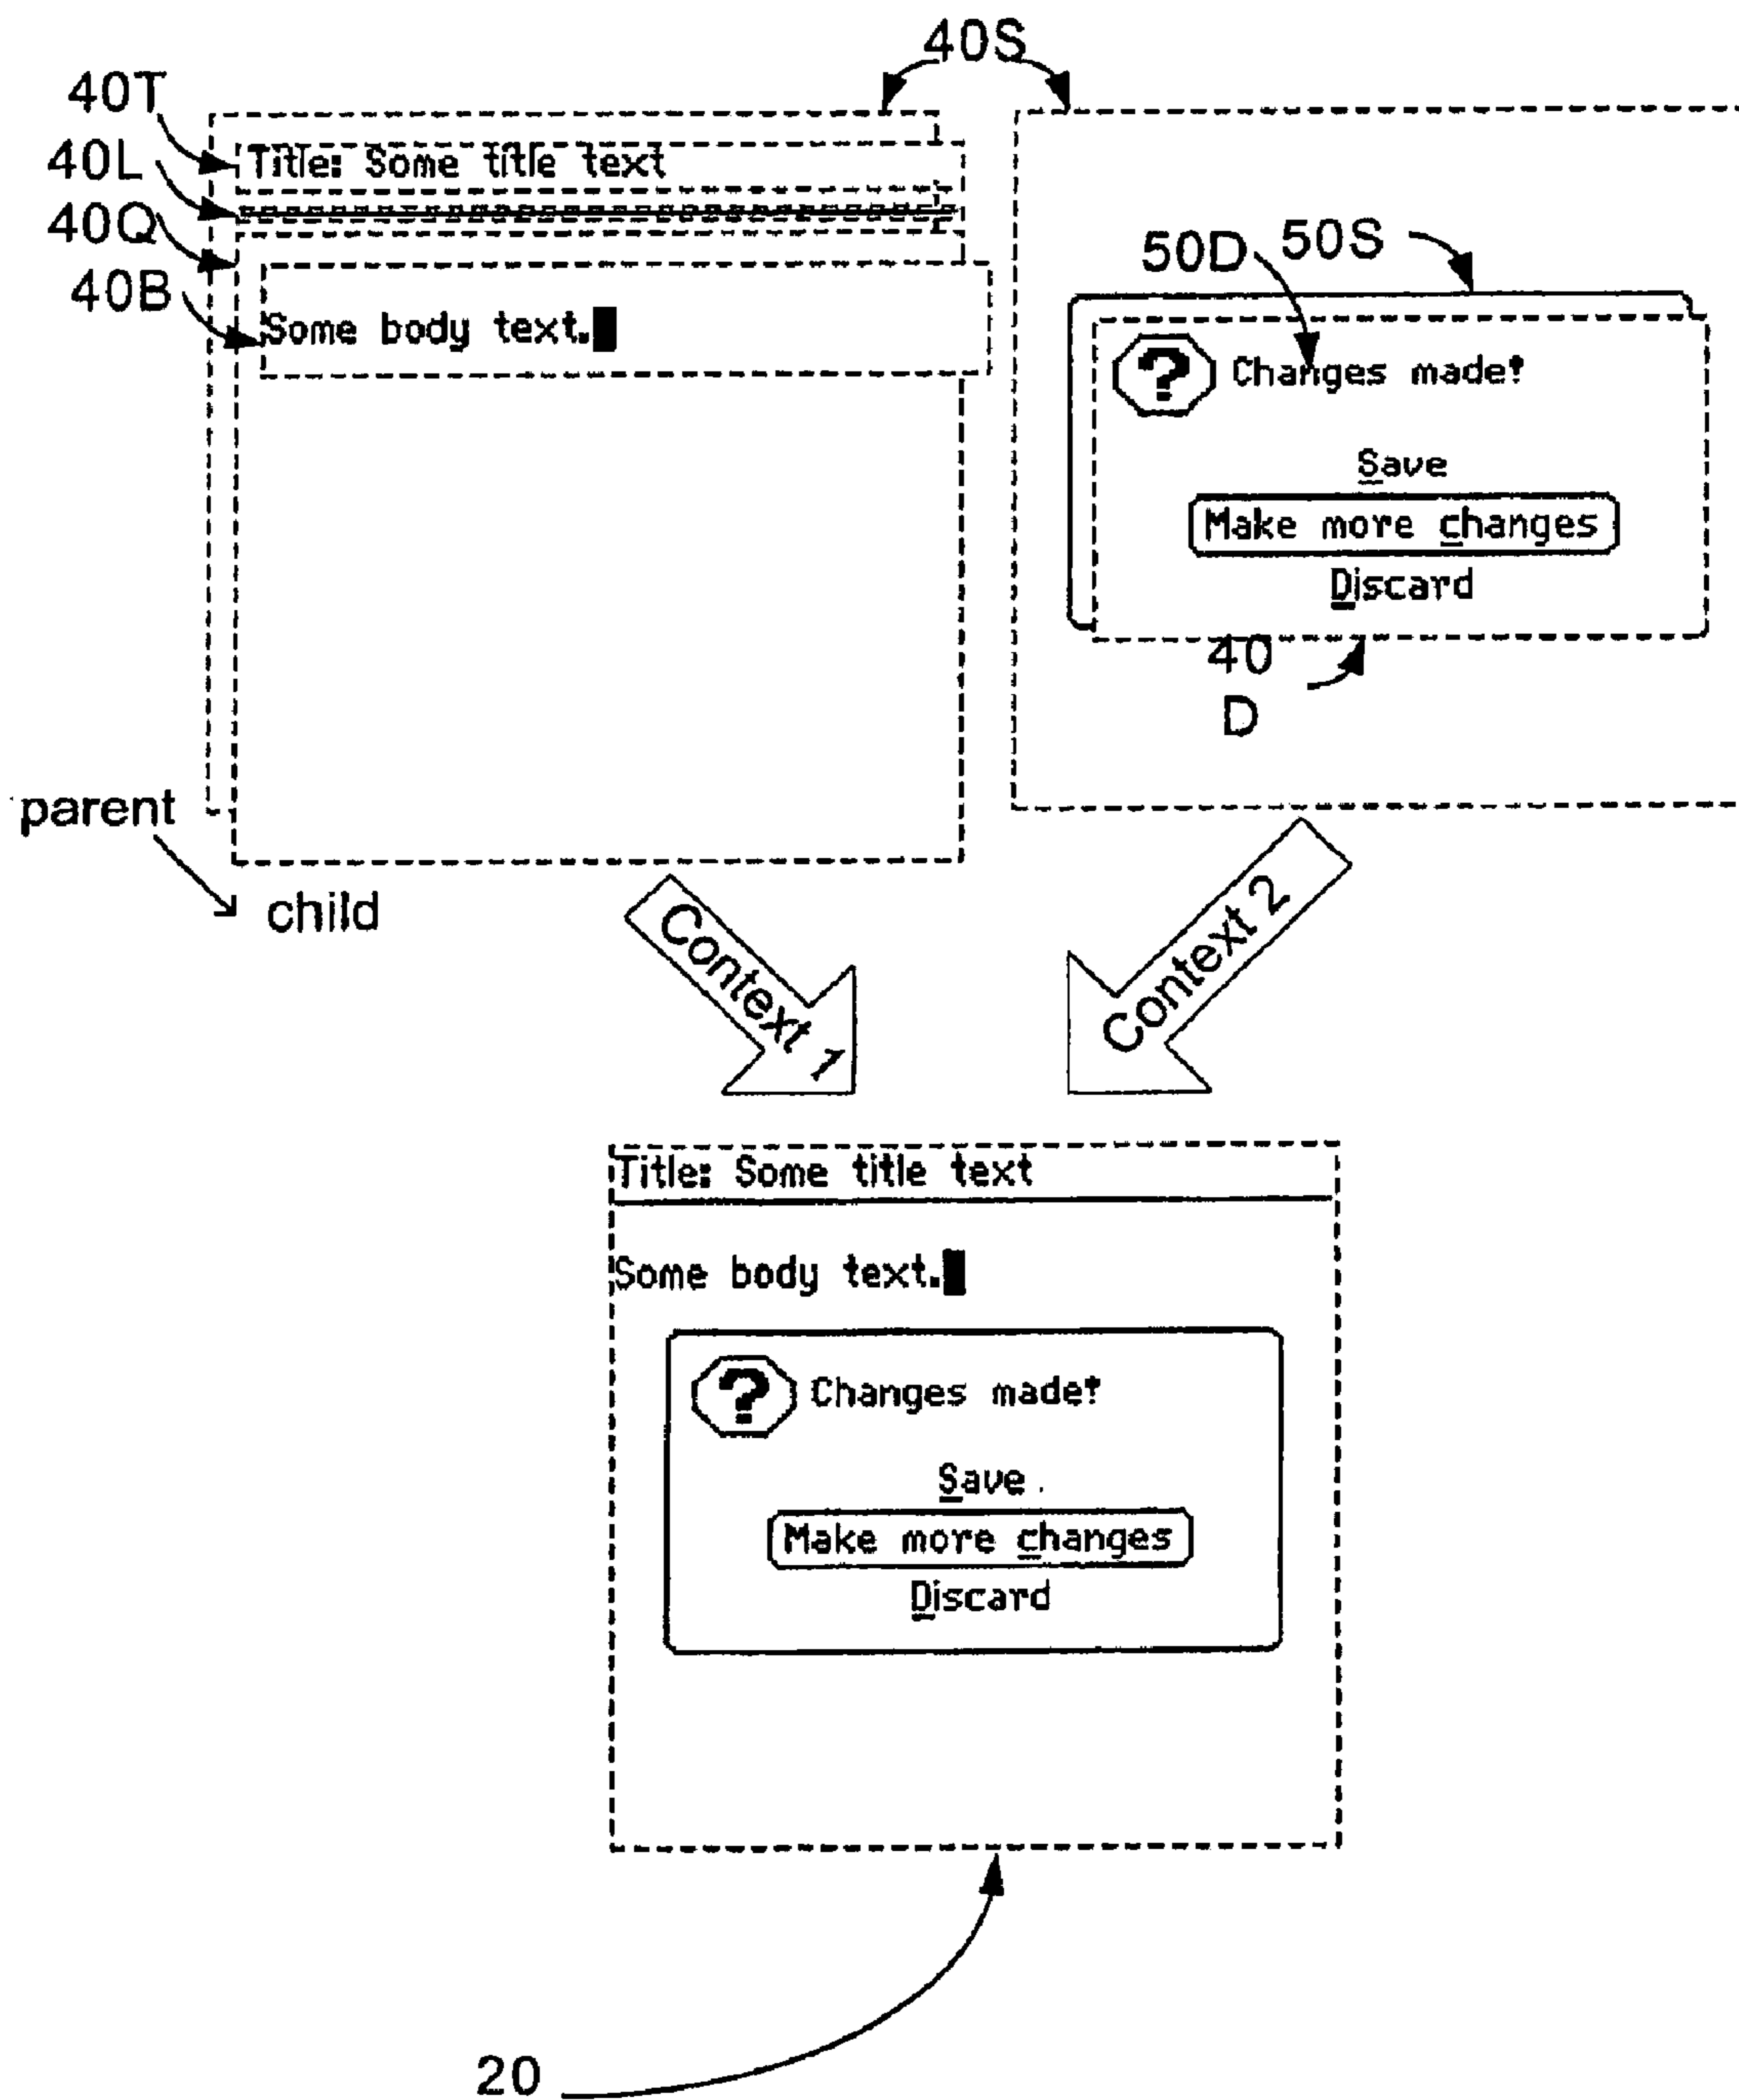 40S
40T
Title: Some title text
40L
40Q
50D 50S
40B
Some body text.
? Changes made!
Save
Make more changes
Discard
40
D
parent
child
Context 1
Context 2
Title: Some title text
Some body text.
? Changes made!
Save
Make more changes
Discard
20